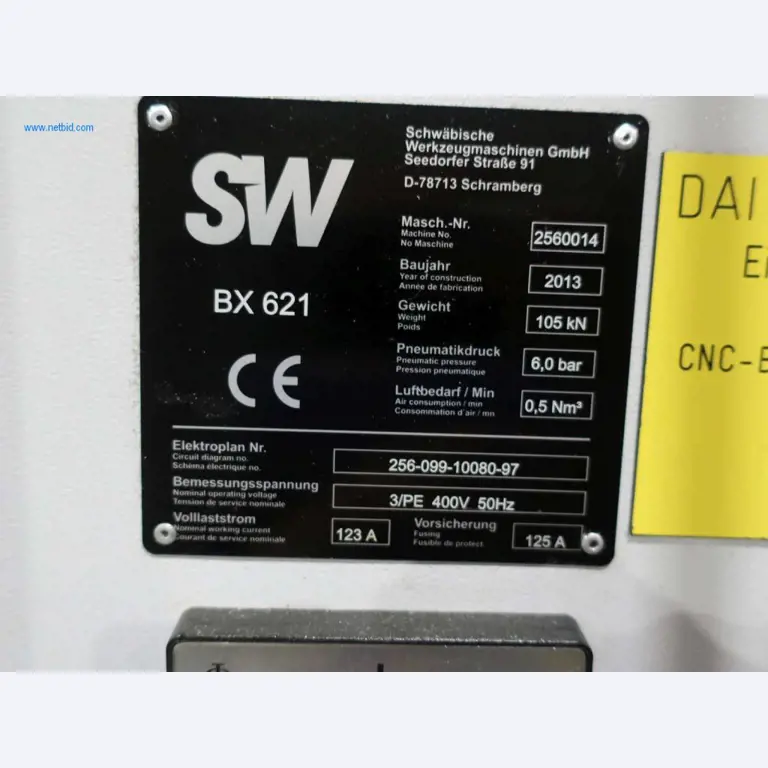 www.netbid.com
SW
BX 621
CE
Schwäbische
Werkzeugmaschinen GmbH
Seedorfer Straße 91
D-78713 Schramberg
Masch.-Nr.
Machine No.
No Maschine
2560014
Baujahr
Year of construction
Année de fabrication
2013
Gewicht
Weight
Poids
105 kN
Pneumatikdruck
Pneumatic pressure
Pression pneumatique
6,0 bar
Luftbedarf / Min
Air consumption / min
Consommation d'air / mn
0,5 Nm³
Elektroplan Nr.
Circuit diagram no.
Schéma électrique no.
256-099-10080-97
Bemessungsspannung
Nominal operating voltage
Tension de service nominale
3/PE 400V 50Hz
Volllaststrom
Nominal working current
Courant de service nominale
123 A
Vorsicherung
Fusing
Fusible de protect.
125 A
DAI
CNC-